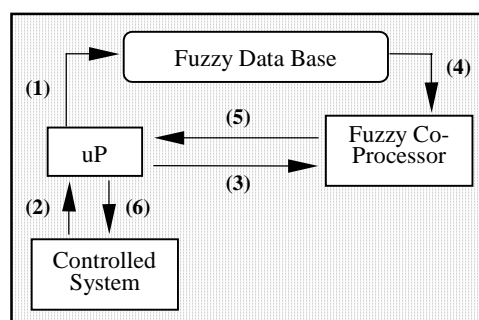 Fuzzy Data Base
(1)
(4)
(5)
uP
Fuzzy Co-
Processor
(3)
(2)
(6)
Controlled
System